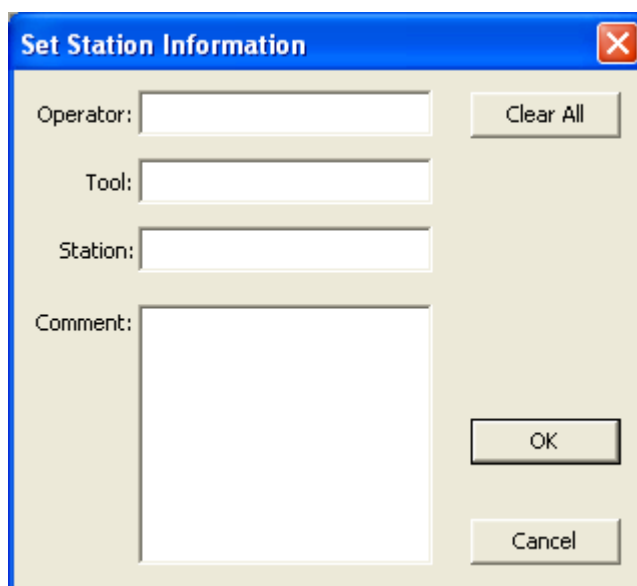 Set Station Information
Operator:
Clear All
Tool:
Station:
Comment:
OK
Cancel